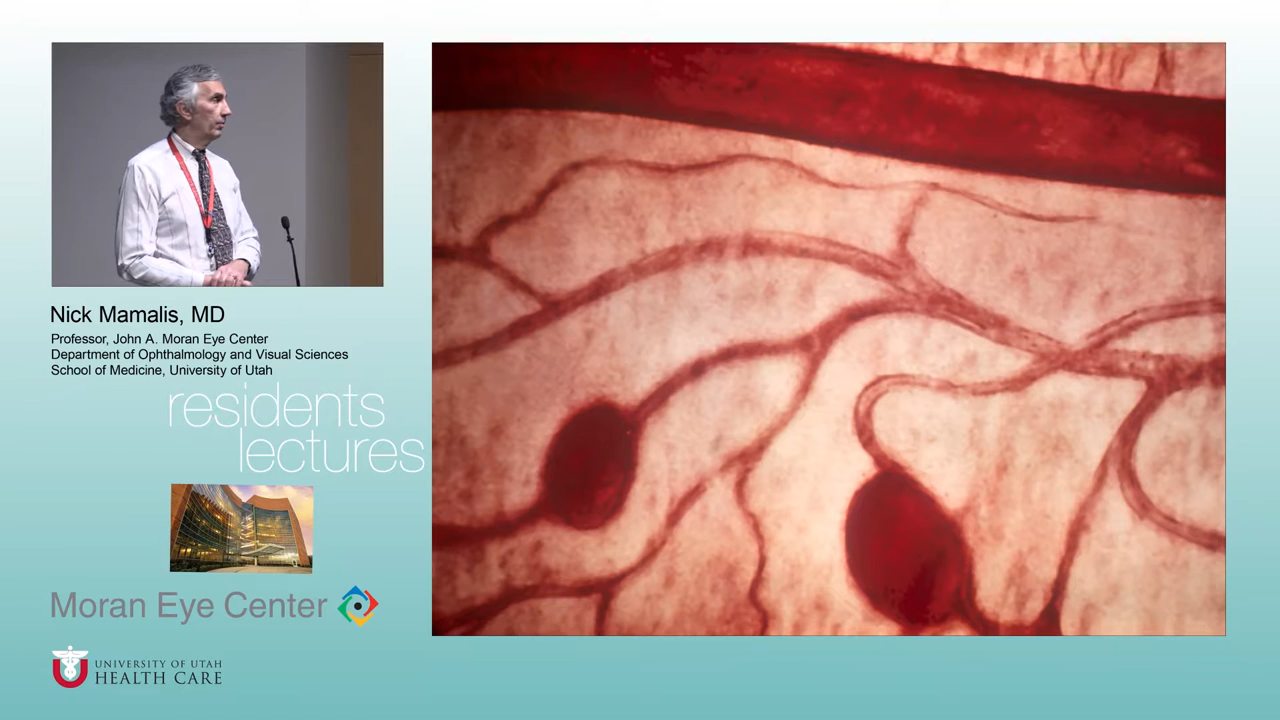 Nick Mamalis, MD
Professor, John A. Moran Eye Center
Department of Ophthalmology and Visual Sciences
School of Medicine, University of Utah
residents
lectures
Moran Eye Center
UNIVERSITY OF UTAH
HEALTH CARE